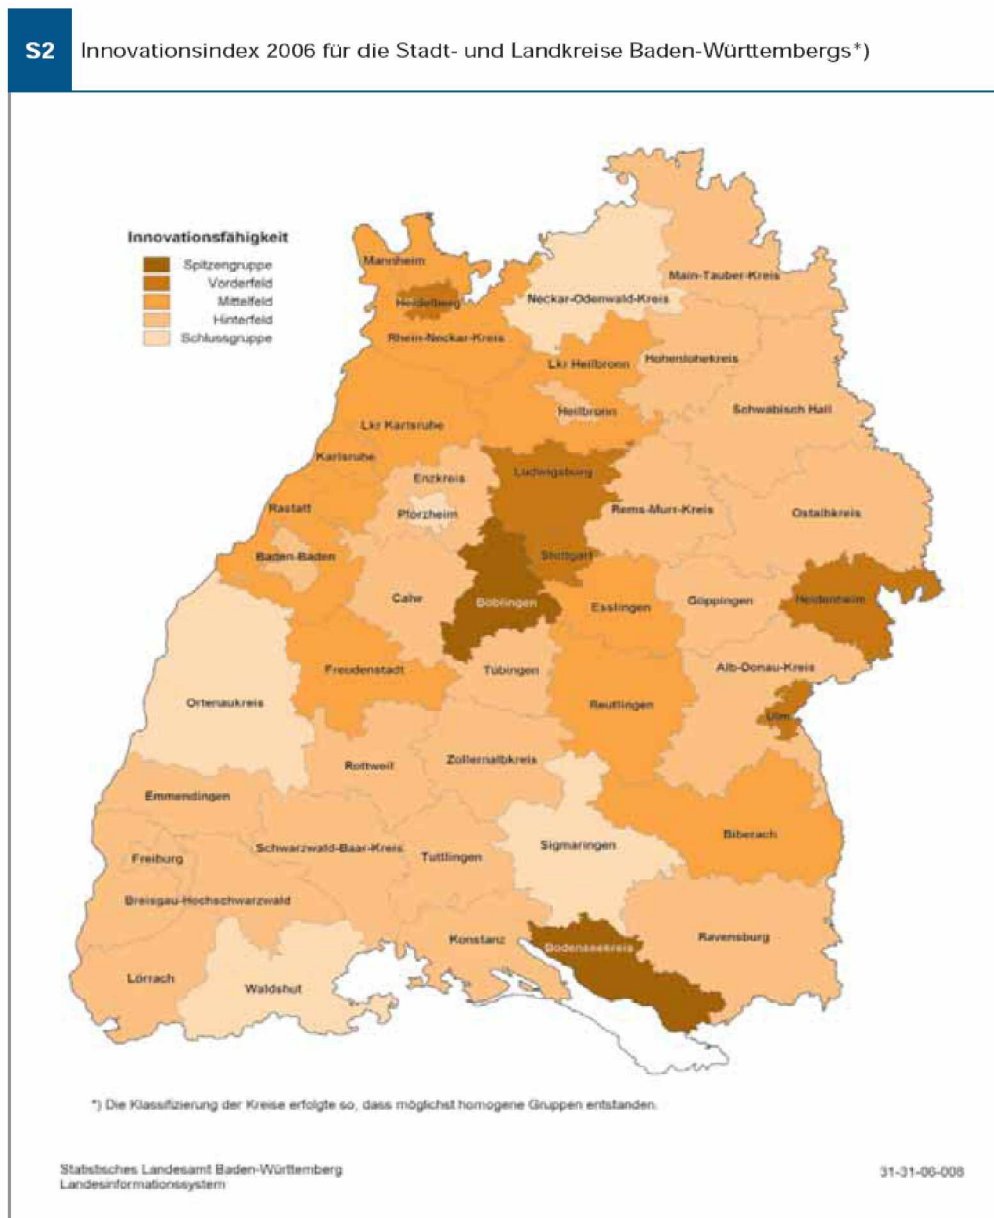 S2 Innovationsindex 2006 für die Stadt- und Landkreise Baden-Württembergs*)
Innovationsfähigkeit
Spitzengruppe
Vorderfeld
Mittelfeld
Hinterfeld
Schlussgruppe
Mannheim
Main-Tauber-Kreis
Heidelberg
Neckar-Odenwald-Kreis
Rhein-Neckar-Kreis
Lkr Heilbronn
Hohenlohekreis
Heilbronn
Schwäbisch Hall
Lkr Karlsruhe
Karlsruhe
Enzkreis
Ludwigsburg
Rastatt
Pforzheim
Rems-Murr-Kreis
Ostalbkreis
Baden-Baden
Stuttgart
Calw
Böblingen
Esslingen
Göppingen
Heidenheim
Freudenstadt
Tübingen
Alb-Donau-Kreis
Ortenaukreis
Reutlingen
Ulm
Rottweil
Zollernalbkreis
Emmendingen
Biberach
Freiburg
Schwarzwald-Baar-Kreis
Tuttlingen
Sigmaringen
Breisgau-Hochschwarzwald
Konstanz
Bodenseekreis
Ravensburg
Lörrach
Waldshut
*) Die Klassifizierung der Kreise erfolgte so, dass möglichst homogene Gruppen entstanden.
Statistisches Landesamt Baden-Württemberg
Landesinformationssystem
31-31-06-008